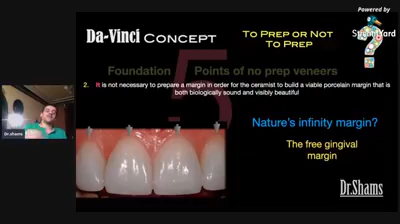 Powered by
StreamYard
Da-Vinci Concept
To Prep or Not
To Prep
?
5
Foundation Points of no prep veneers
2. It is not necessary to prepare a margin in order for the ceramist to build a viable porcelain margin that is
both biologically sound and visibly beautiful
Nature's infinity margin?
The free gingival
margin
Dr.shams
Dr.Shams